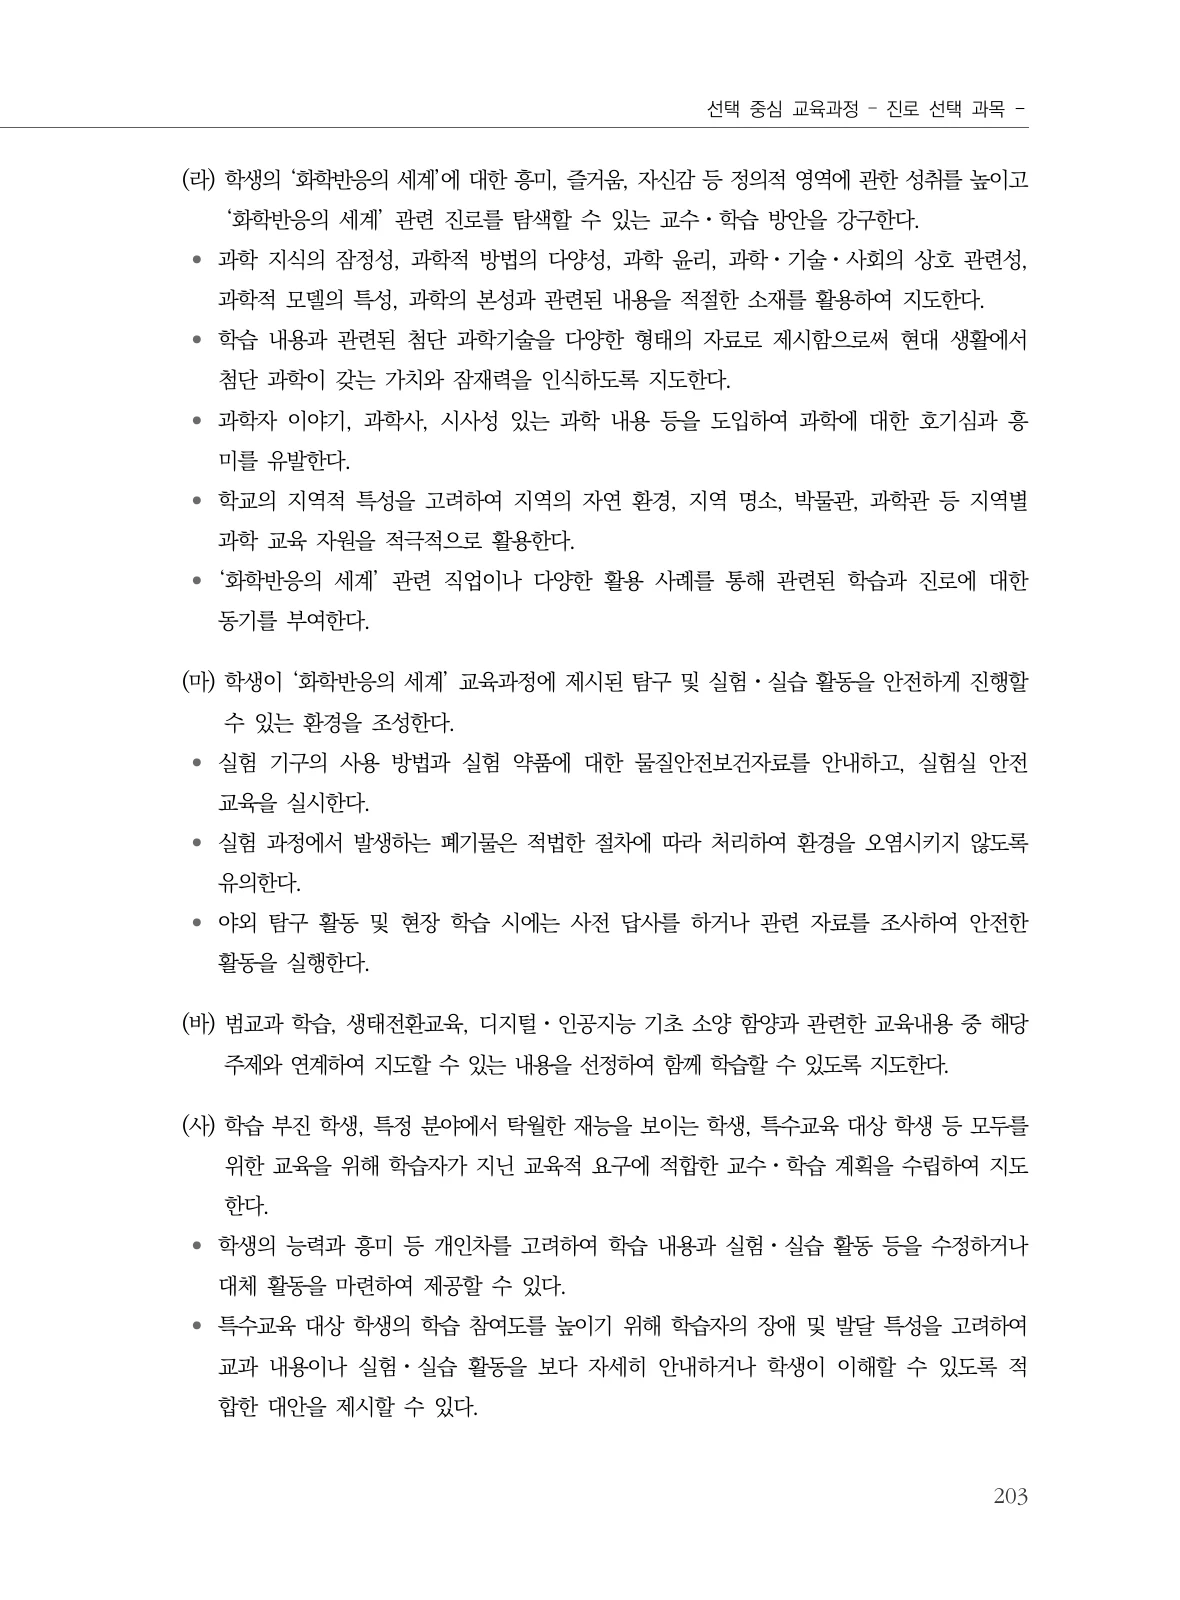 선택 중심 교육과정 - 진로 선택 과목 -
(라) 학생의 ‘화학반응의 세계’에 대한 흥미, 즐거움, 자신감 등 정의적 영역에 관한 성취를 높이고
‘화학반응의 세계’ 관련 진로를 탐색할 수 있는 교수･학습 방안을 강구한다.
• 과학 지식의 잠정성, 과학적 방법의 다양성, 과학 윤리, 과학･기술･사회의 상호 관련성,
과학적 모델의 특성, 과학의 본성과 관련된 내용을 적절한 소재를 활용하여 지도한다.
• 학습 내용과 관련된 첨단 과학기술을 다양한 형태의 자료로 제시함으로써 현대 생활에서
첨단 과학이 갖는 가치와 잠재력을 인식하도록 지도한다.
• 과학자 이야기, 과학사, 시사성 있는 과학 내용 등을 도입하여 과학에 대한 호기심과 흥
미를 유발한다.
• 학교의 지역적 특성을 고려하여 지역의 자연 환경, 지역 명소, 박물관, 과학관 등 지역별
과학 교육 자원을 적극적으로 활용한다.
• ‘화학반응의 세계’ 관련 직업이나 다양한 활용 사례를 통해 관련된 학습과 진로에 대한
동기를 부여한다.
(마) 학생이 ‘화학반응의 세계’ 교육과정에 제시된 탐구 및 실험･실습 활동을 안전하게 진행할
수 있는 환경을 조성한다.
• 실험 기구의 사용 방법과 실험 약품에 대한 물질안전보건자료를 안내하고, 실험실 안전
교육을 실시한다.
• 실험 과정에서 발생하는 폐기물은 적법한 절차에 따라 처리하여 환경을 오염시키지 않도록
유의한다.
• 야외 탐구 활동 및 현장 학습 시에는 사전 답사를 하거나 관련 자료를 조사하여 안전한
활동을 실행한다.
(바) 범교과 학습, 생태전환교육, 디지털･인공지능 기초 소양 함양과 관련한 교육내용 중 해당
주제와 연계하여 지도할 수 있는 내용을 선정하여 함께 학습할 수 있도록 지도한다.
(사) 학습 부진 학생, 특정 분야에서 탁월한 재능을 보이는 학생, 특수교육 대상 학생 등 모두를
위한 교육을 위해 학습자가 지닌 교육적 요구에 적합한 교수･학습 계획을 수립하여 지도
한다.
• 학생의 능력과 흥미 등 개인차를 고려하여 학습 내용과 실험･실습 활동 등을 수정하거나
대체 활동을 마련하여 제공할 수 있다.
• 특수교육 대상 학생의 학습 참여도를 높이기 위해 학습자의 장애 및 발달 특성을 고려하여
교과 내용이나 실험･실습 활동을 보다 자세히 안내하거나 학생이 이해할 수 있도록 적
합한 대안을 제시할 수 있다.
203